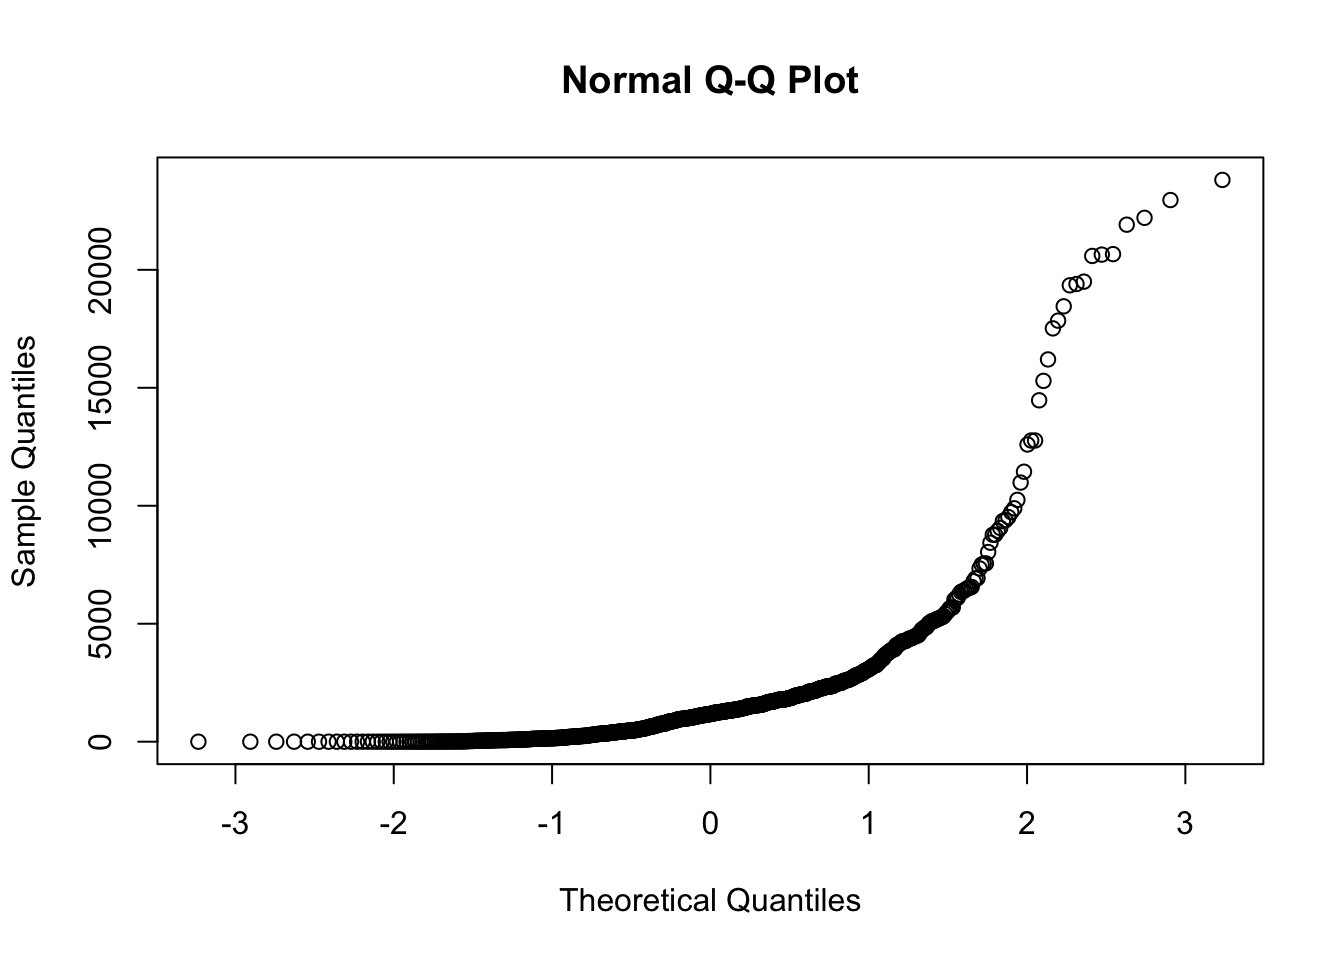 Normal Q-Q Plot
Sample Quantiles
20000
15000
10000
5000
0
-3 -2 -1 0 1 2 3
Theoretical Quantiles